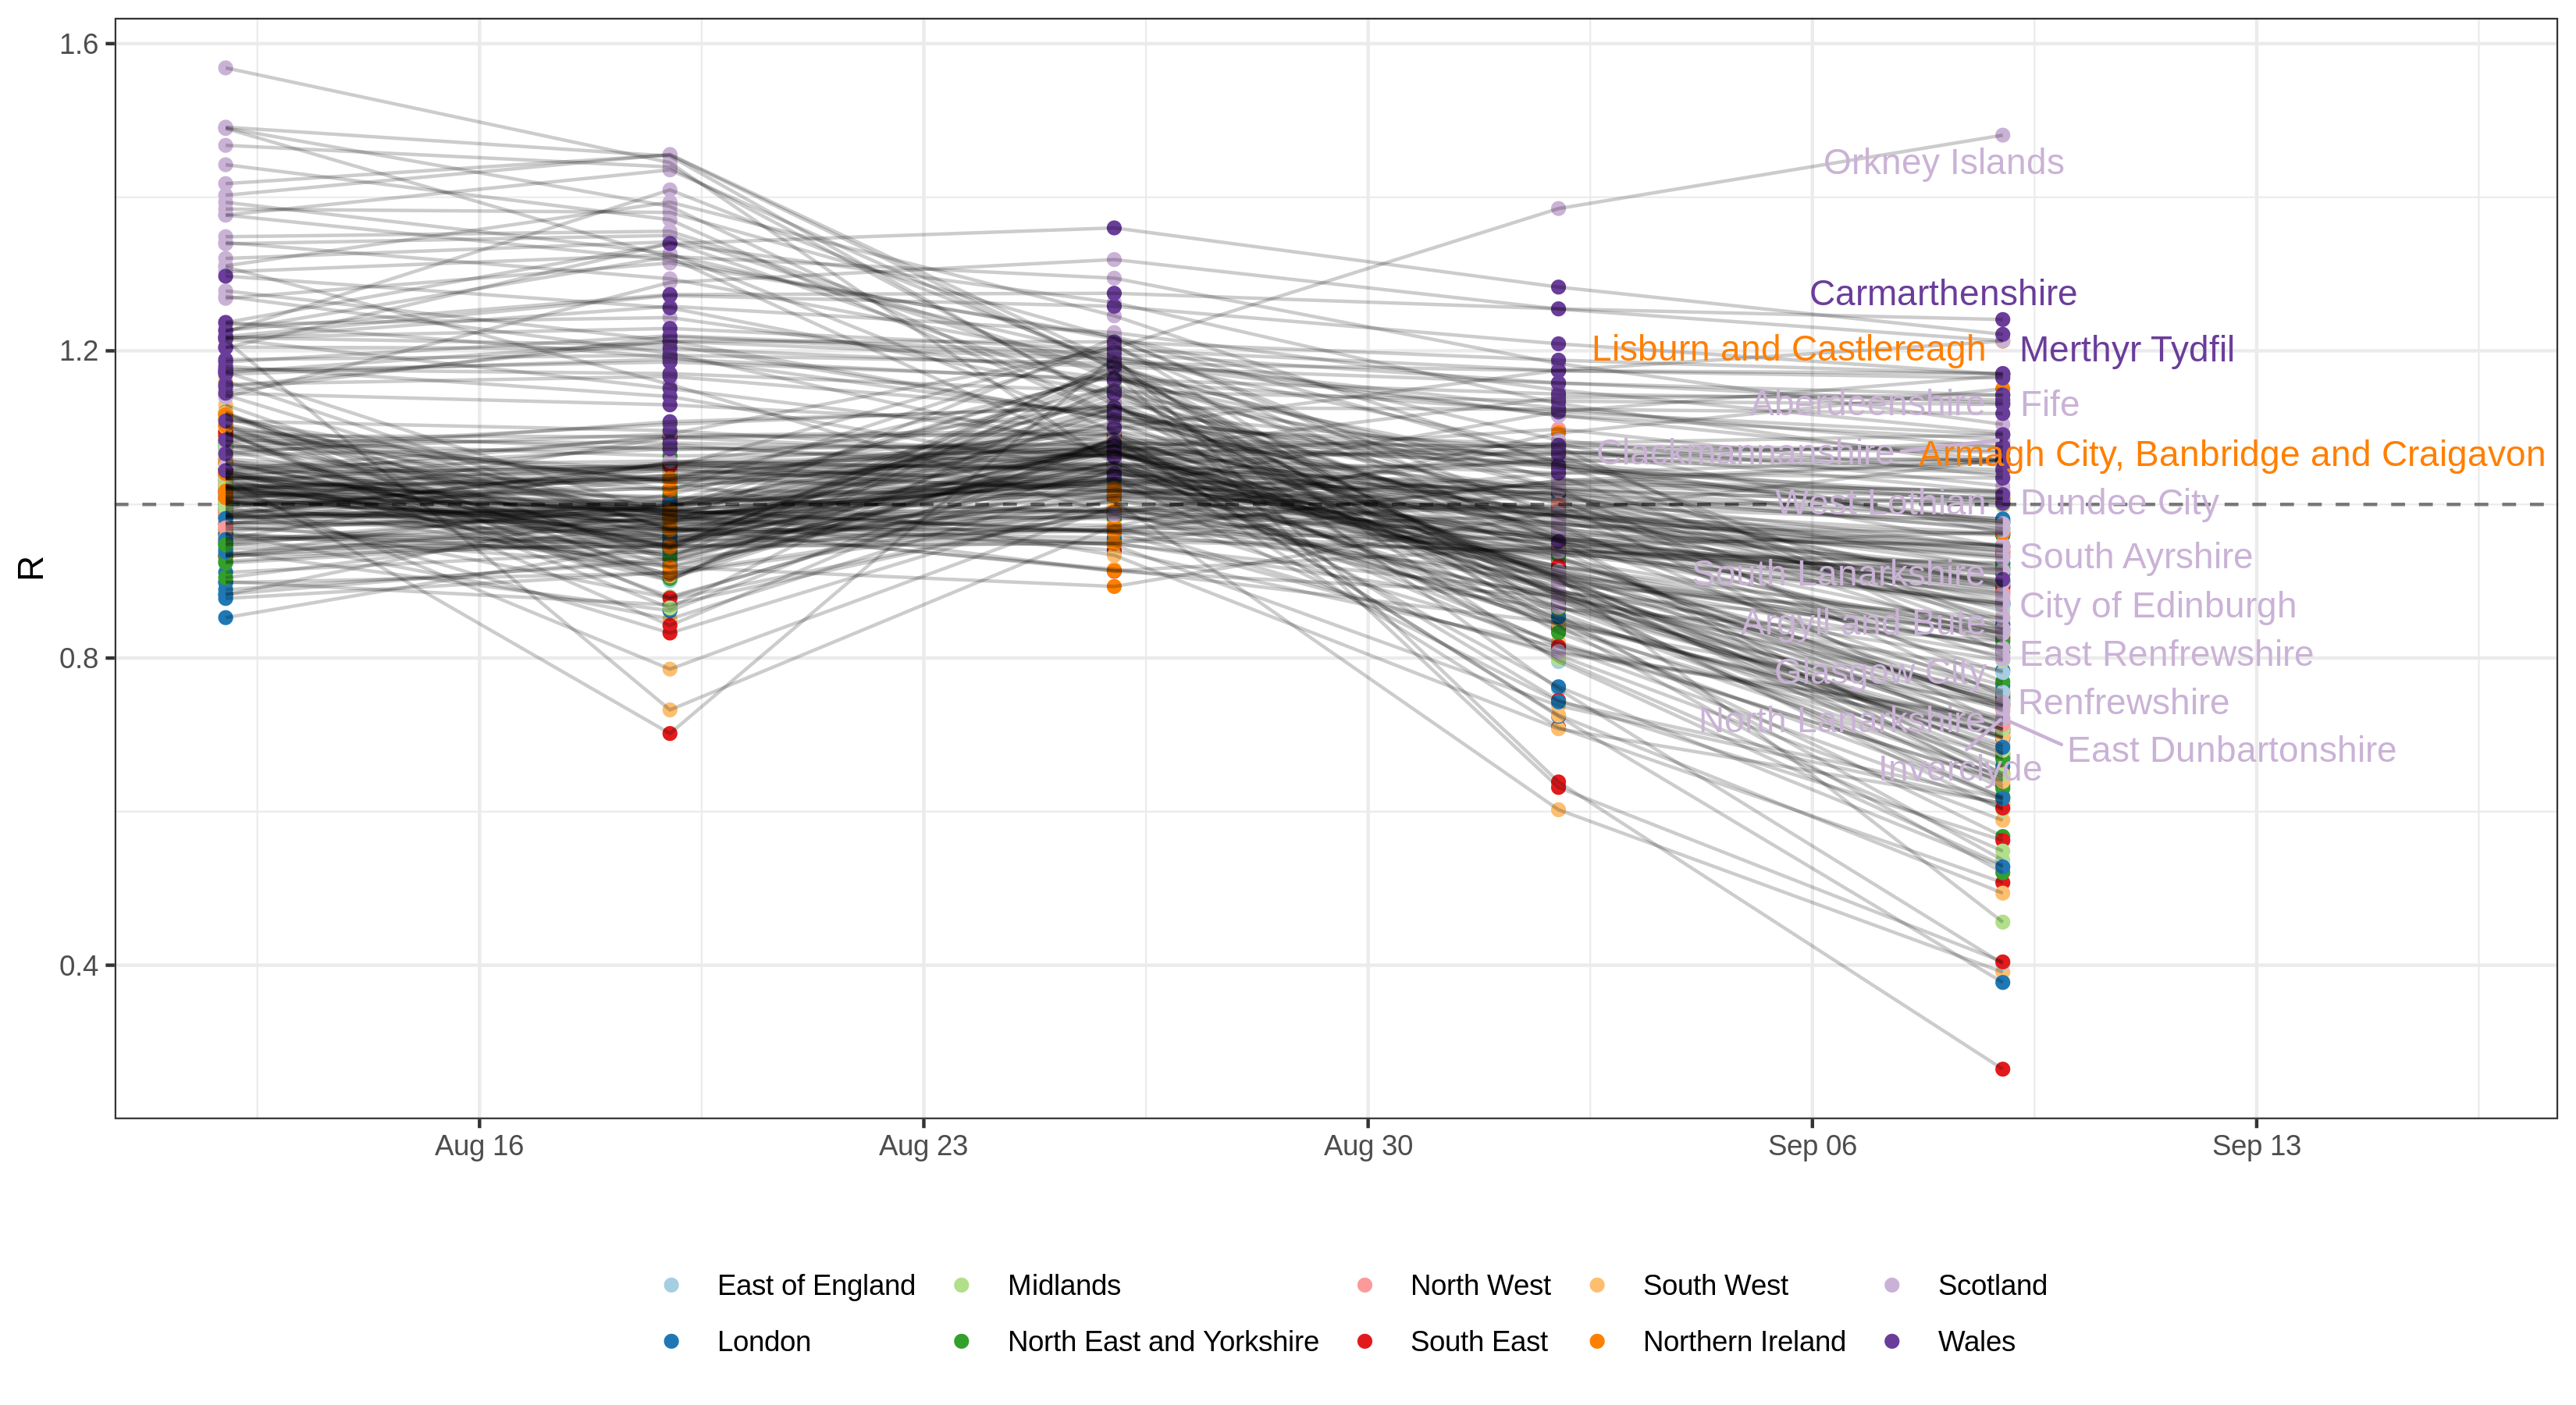 1.6
1.2
0.8
0.4
R
Orkney Islands
Carmarthenshire
Lisburn and Castlereagh
Merthyr Tydfil
Aberdeenshire
Fife
Clackmannanshire
Armagh City, Banbridge and Craigavon
West Lothian
Dundee City
South Ayrshire
South Lanarkshire
City of Edinburgh
Argyll and Bute
East Renfrewshire
Glasgow City
Renfrewshire
North Lanarkshire
East Dunbartonshire
Inverclyde
Aug 16
Aug 23
Aug 30
Sep 06
Sep 13
East of England
Midlands
North West
South West
Scotland
London
North East and Yorkshire
South East
Northern Ireland
Wales